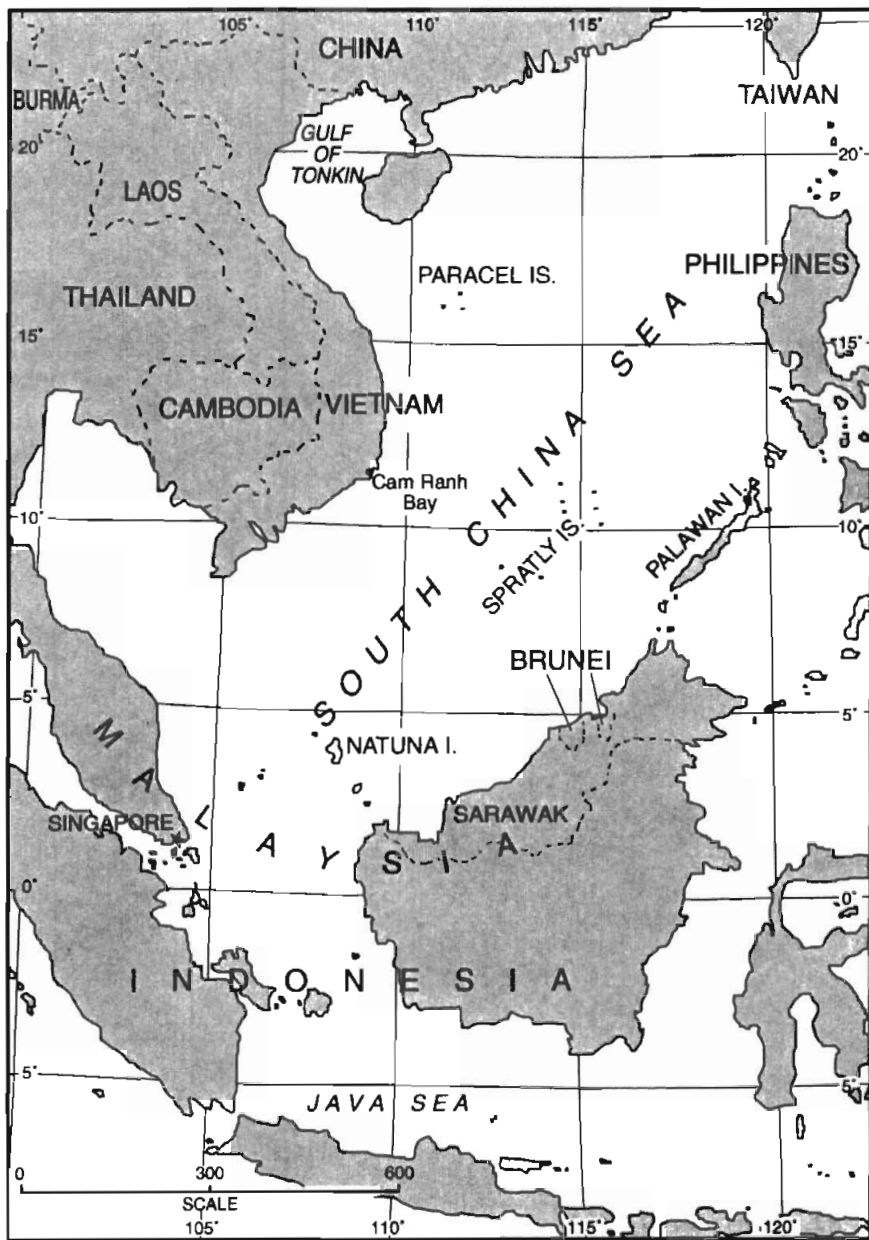 105° 110° 115° 120°
CHINA
BURMA
TAIWAN
GULF
OF
TONKIN
20° 20°
LAOS
PARACEL IS.
PHILIPPINES
THAILAND
15° 15°
SOUTH CHINA SEA
CAMBODIA
VIETNAM
Cam Ranh
Bay
10° 10°
SPRATLY IS.
PALAWAN I.
BRUNEI
5° 5°
NATUNA I.
MALAYSIA
SINGAPORE
SARAWAK
0° 0°
INDONESIA
5° 5°
JAVA SEA
0 300 600
SCALE
105° 110° 115° 120°